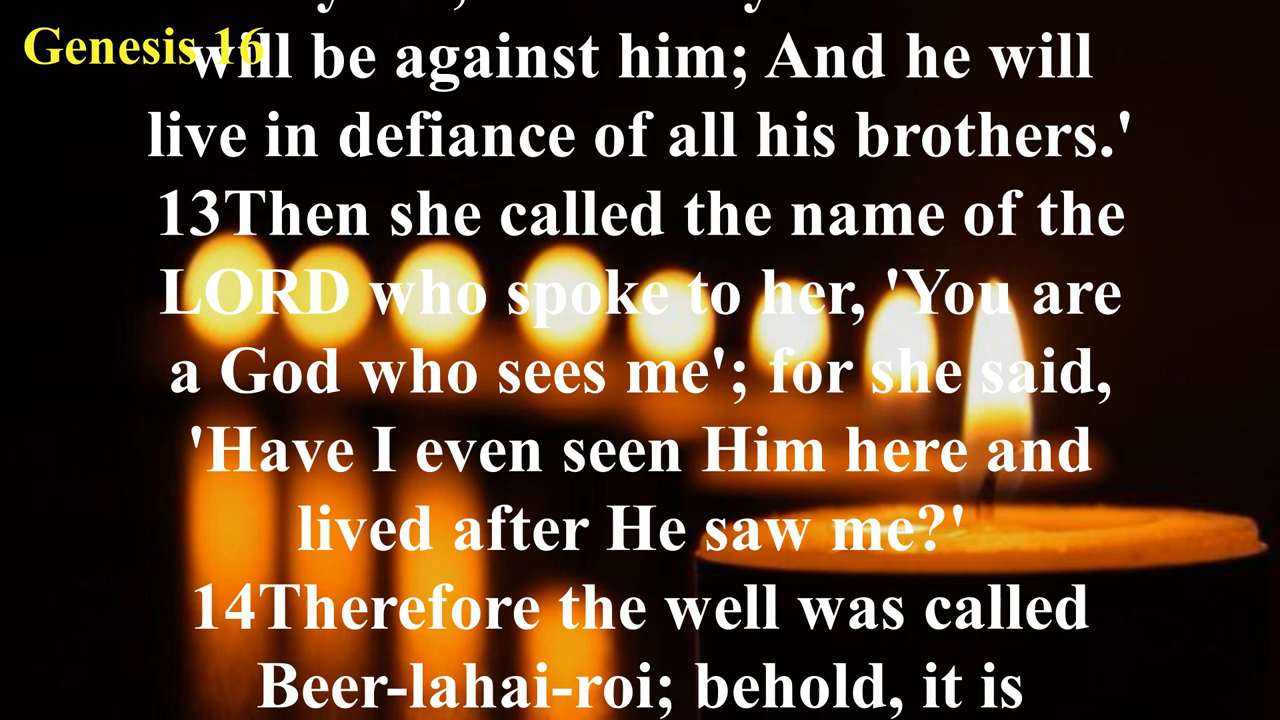 Genesis 16
will be against him; And he will
live in defiance of all his brothers.'
13Then she called the name of the
LORD who spoke to her, 'You are
a God who sees me'; for she said,
'Have I even seen Him here and
lived after He saw me?'
14Therefore the well was called
Beer-lahai-roi; behold, it is